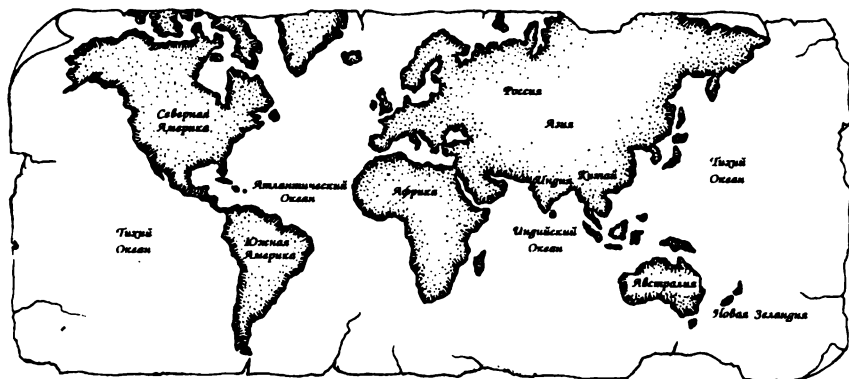 Северная
Америка
Россия
Азия
Атлантический
Океан
Африка
Индия
Китай
Тихий
Океан
Тихий
Океан
Южная
Америка
Индийский
Океан
Австралия
Новая Зеландия